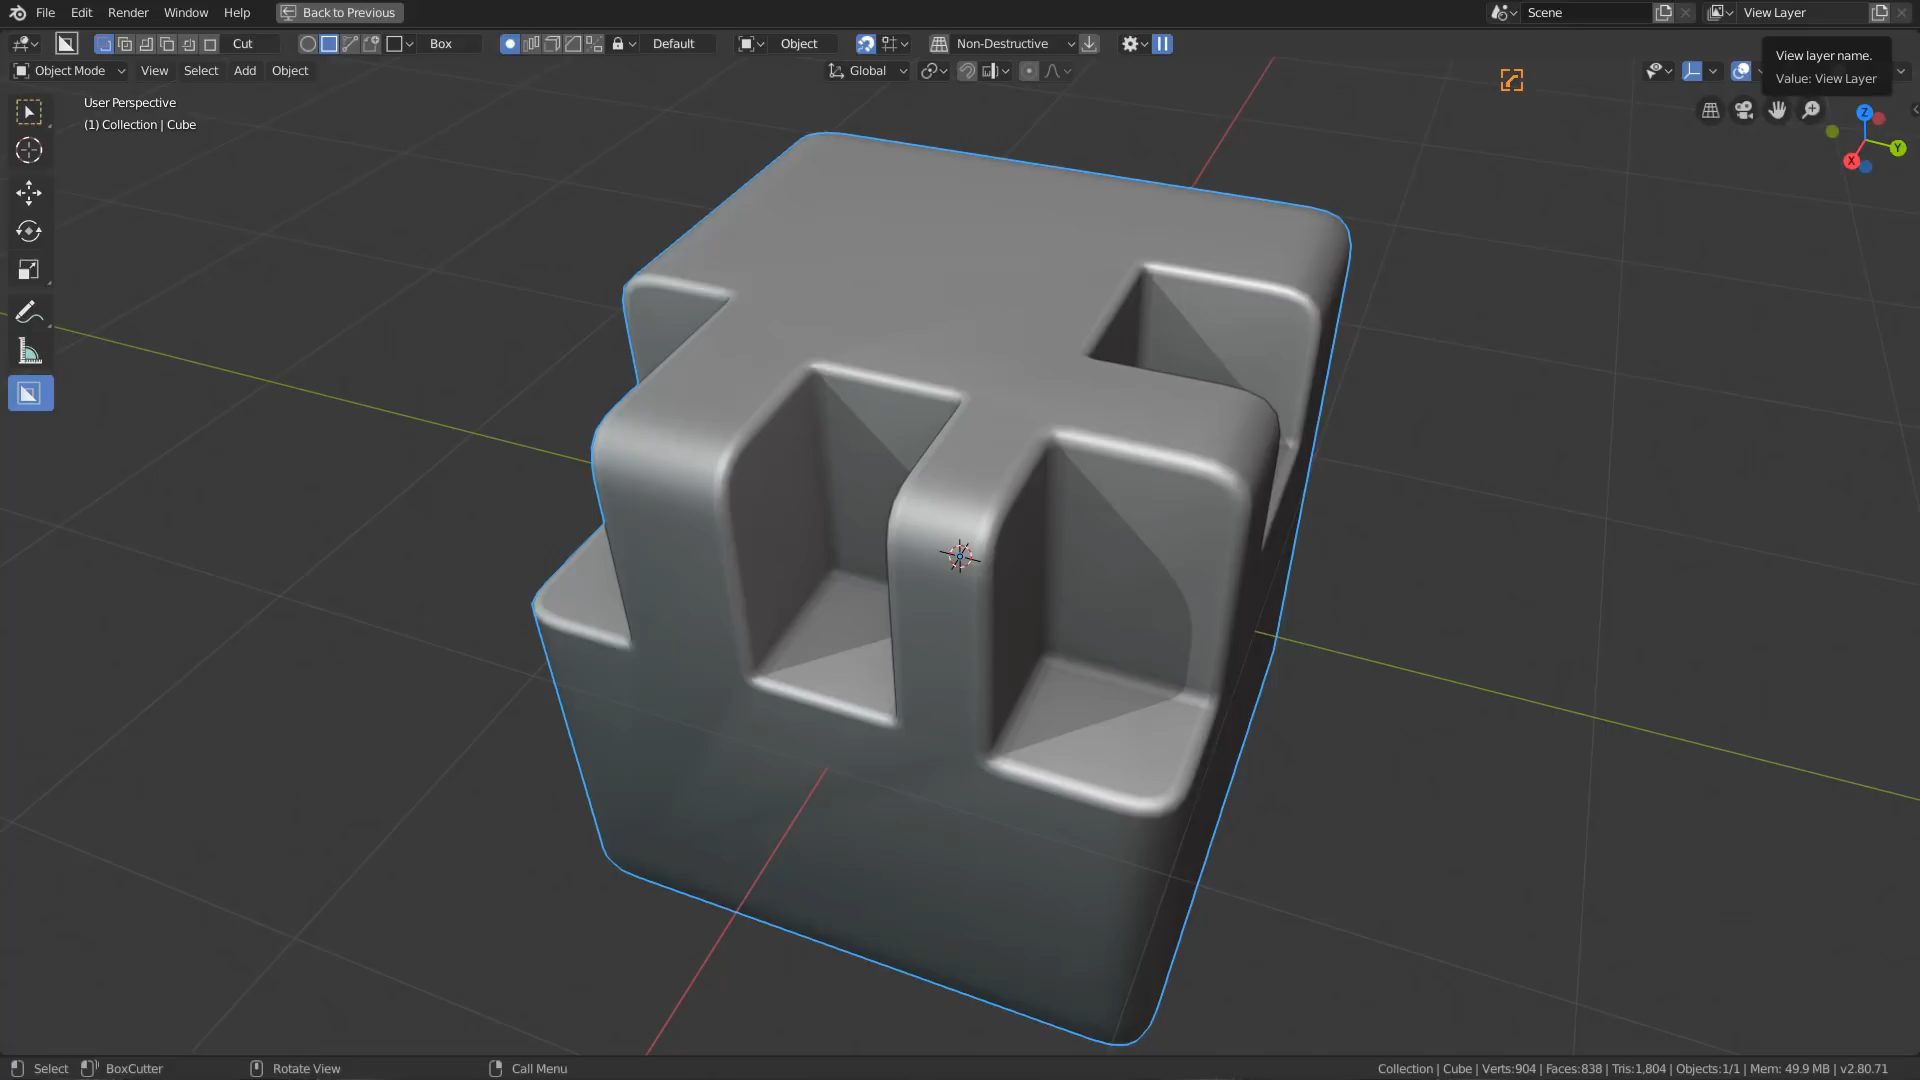 File Edit Render Window Help Back to Previous Scene View Layer
Cut Box Default Object Non-Destructive
View layer name.
Value: View Layer
Object Mode View Select Add Object Global
User Perspective
(1) Collection | Cube
Z
Y
X
Select BoxCutter Rotate View Call Menu Collection | Cube | Verts:904 | Faces:838 | Tris:1,804 | Objects:1/1 | Mem: 49.9 MB | v2.80.71